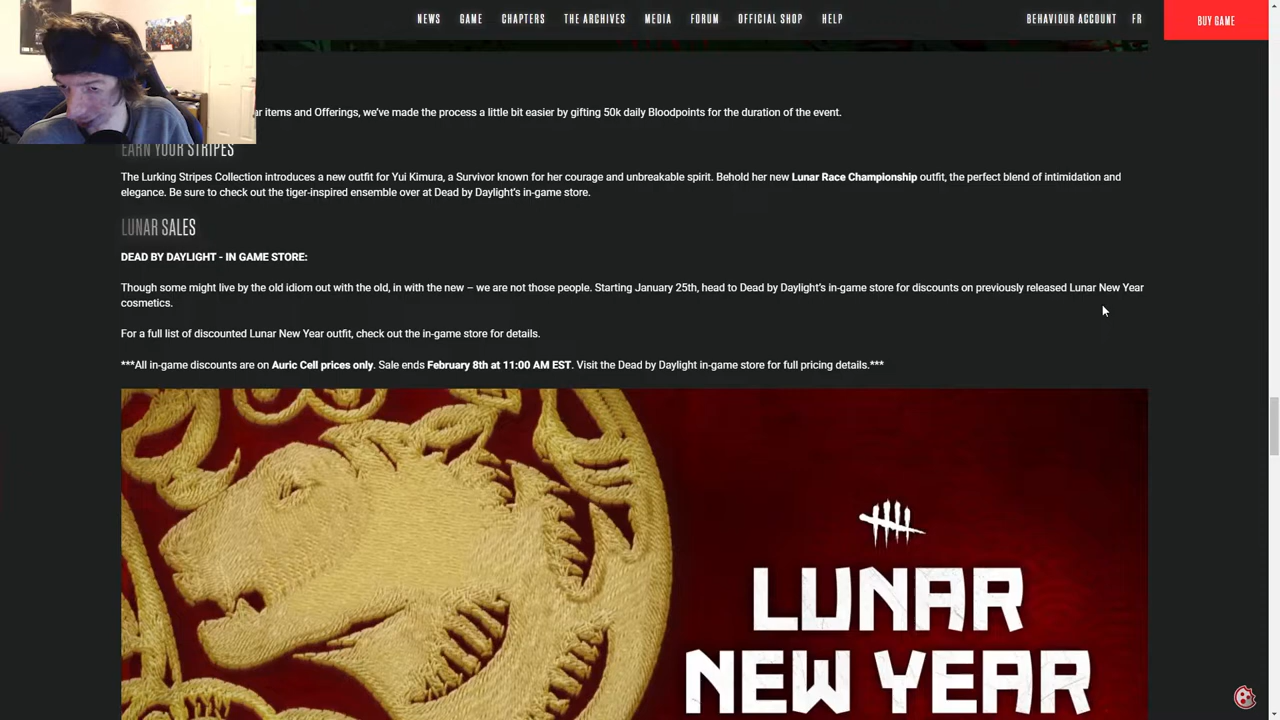 NEWS GAME CHAPTERS THE ARCHIVES MEDIA FORUM OFFICIAL SHOP HELP BEHAVIOUR ACCOUNT FR BUY GAME
items and Offerings, we've made the process a little bit easier by gifting 50k daily Bloodpoints for the duration of the event.
EARN YOUR STRIPES
The Lurking Stripes Collection introduces a new outfit for Yui Kimura, a Survivor known for her courage and unbreakable spirit. Behold her new Lunar Race Championship outfit, the perfect blend of intimidation and
elegance. Be sure to check out the tiger-inspired ensemble over at Dead by Daylight's in-game store.
LUNAR SALES
DEAD BY DAYLIGHT - IN GAME STORE:
Though some might live by the old idiom out with the old, in with the new – we are not those people. Starting January 25th, head to Dead by Daylight's in-game store for discounts on previously released Lunar New Year
cosmetics.
For a full list of discounted Lunar New Year outfit, check out the in-game store for details.
***All in-game discounts are on Auric Cell prices only. Sale ends February 8th at 11:00 AM EST. Visit the Dead by Daylight in-game store for full pricing details.***
LUNAR
NEW YEAR